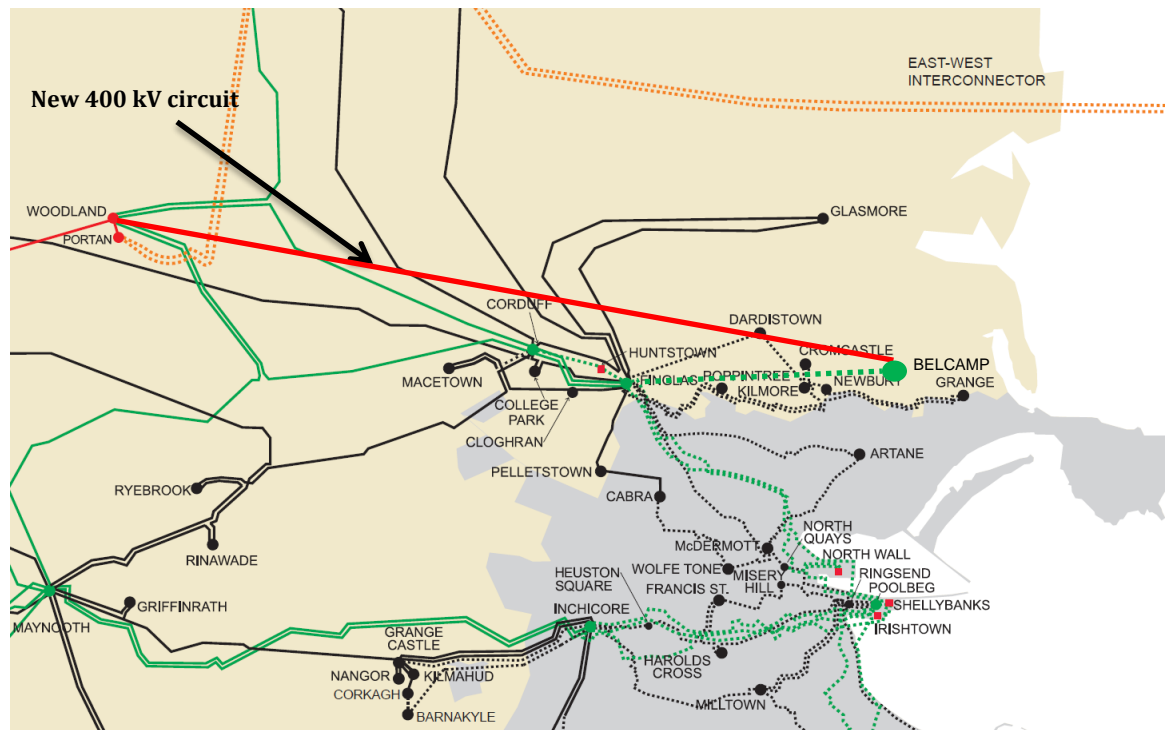 EAST-WEST
INTERCONNECTOR
New 400 kV circuit
WOODLAND
PORTAN
GLASMORE
CORDUFF
DARDISTOWN
HUNTSTOWN
CROMCASTLE
MACETOWN
FINGLAS
POPPINTREE
BELCAMP
COLLEGE
PARK
KILMORE
NEWBURY
GRANGE
CLOGHRAN
ARTANE
PELLETSTOWN
RYEBROOK
CABRA
NORTH
QUAYS
RINAWADE
McDERMOTT
NORTH WALL
WOLFE TONE
MISERY
HILL
RINGSEND
HEUSTON
SQUARE
FRANCIS ST.
POOLBEG
GRIFFINRATH
INCHICORE
SHELLYBANKS
MAYNOOTH
IRISHTOWN
GRANGE
CASTLE
HAROLDS
CROSS
NANGOR
KILMAHUD
CORKAGH
MILLTOWN
BARNAKYLE